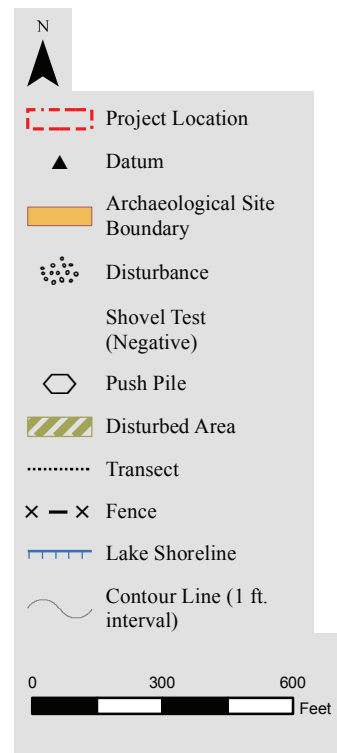 N
Project Location
Datum
Archaeological Site
Boundary
Disturbance
Shovel Test
(Negative)
Push Pile
Disturbed Area
Transect
Fence
Lake Shoreline
Contour Line (1 ft.
interval)
0 300 600
Feet